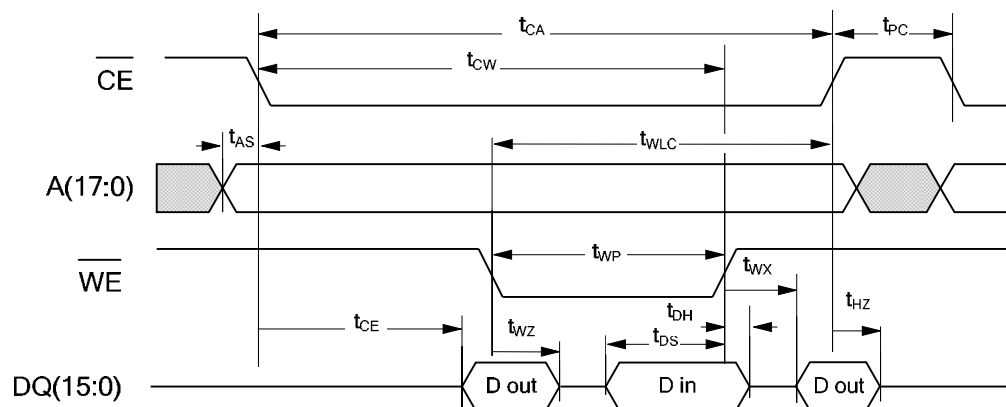 tCA
tPC
CE
tCW
tAS
tWLC
A(17:0)
WE
tWP
tWX
tCE
tWZ
tDH
tDS
tHZ
DQ(15:0)
D out
D in
D out